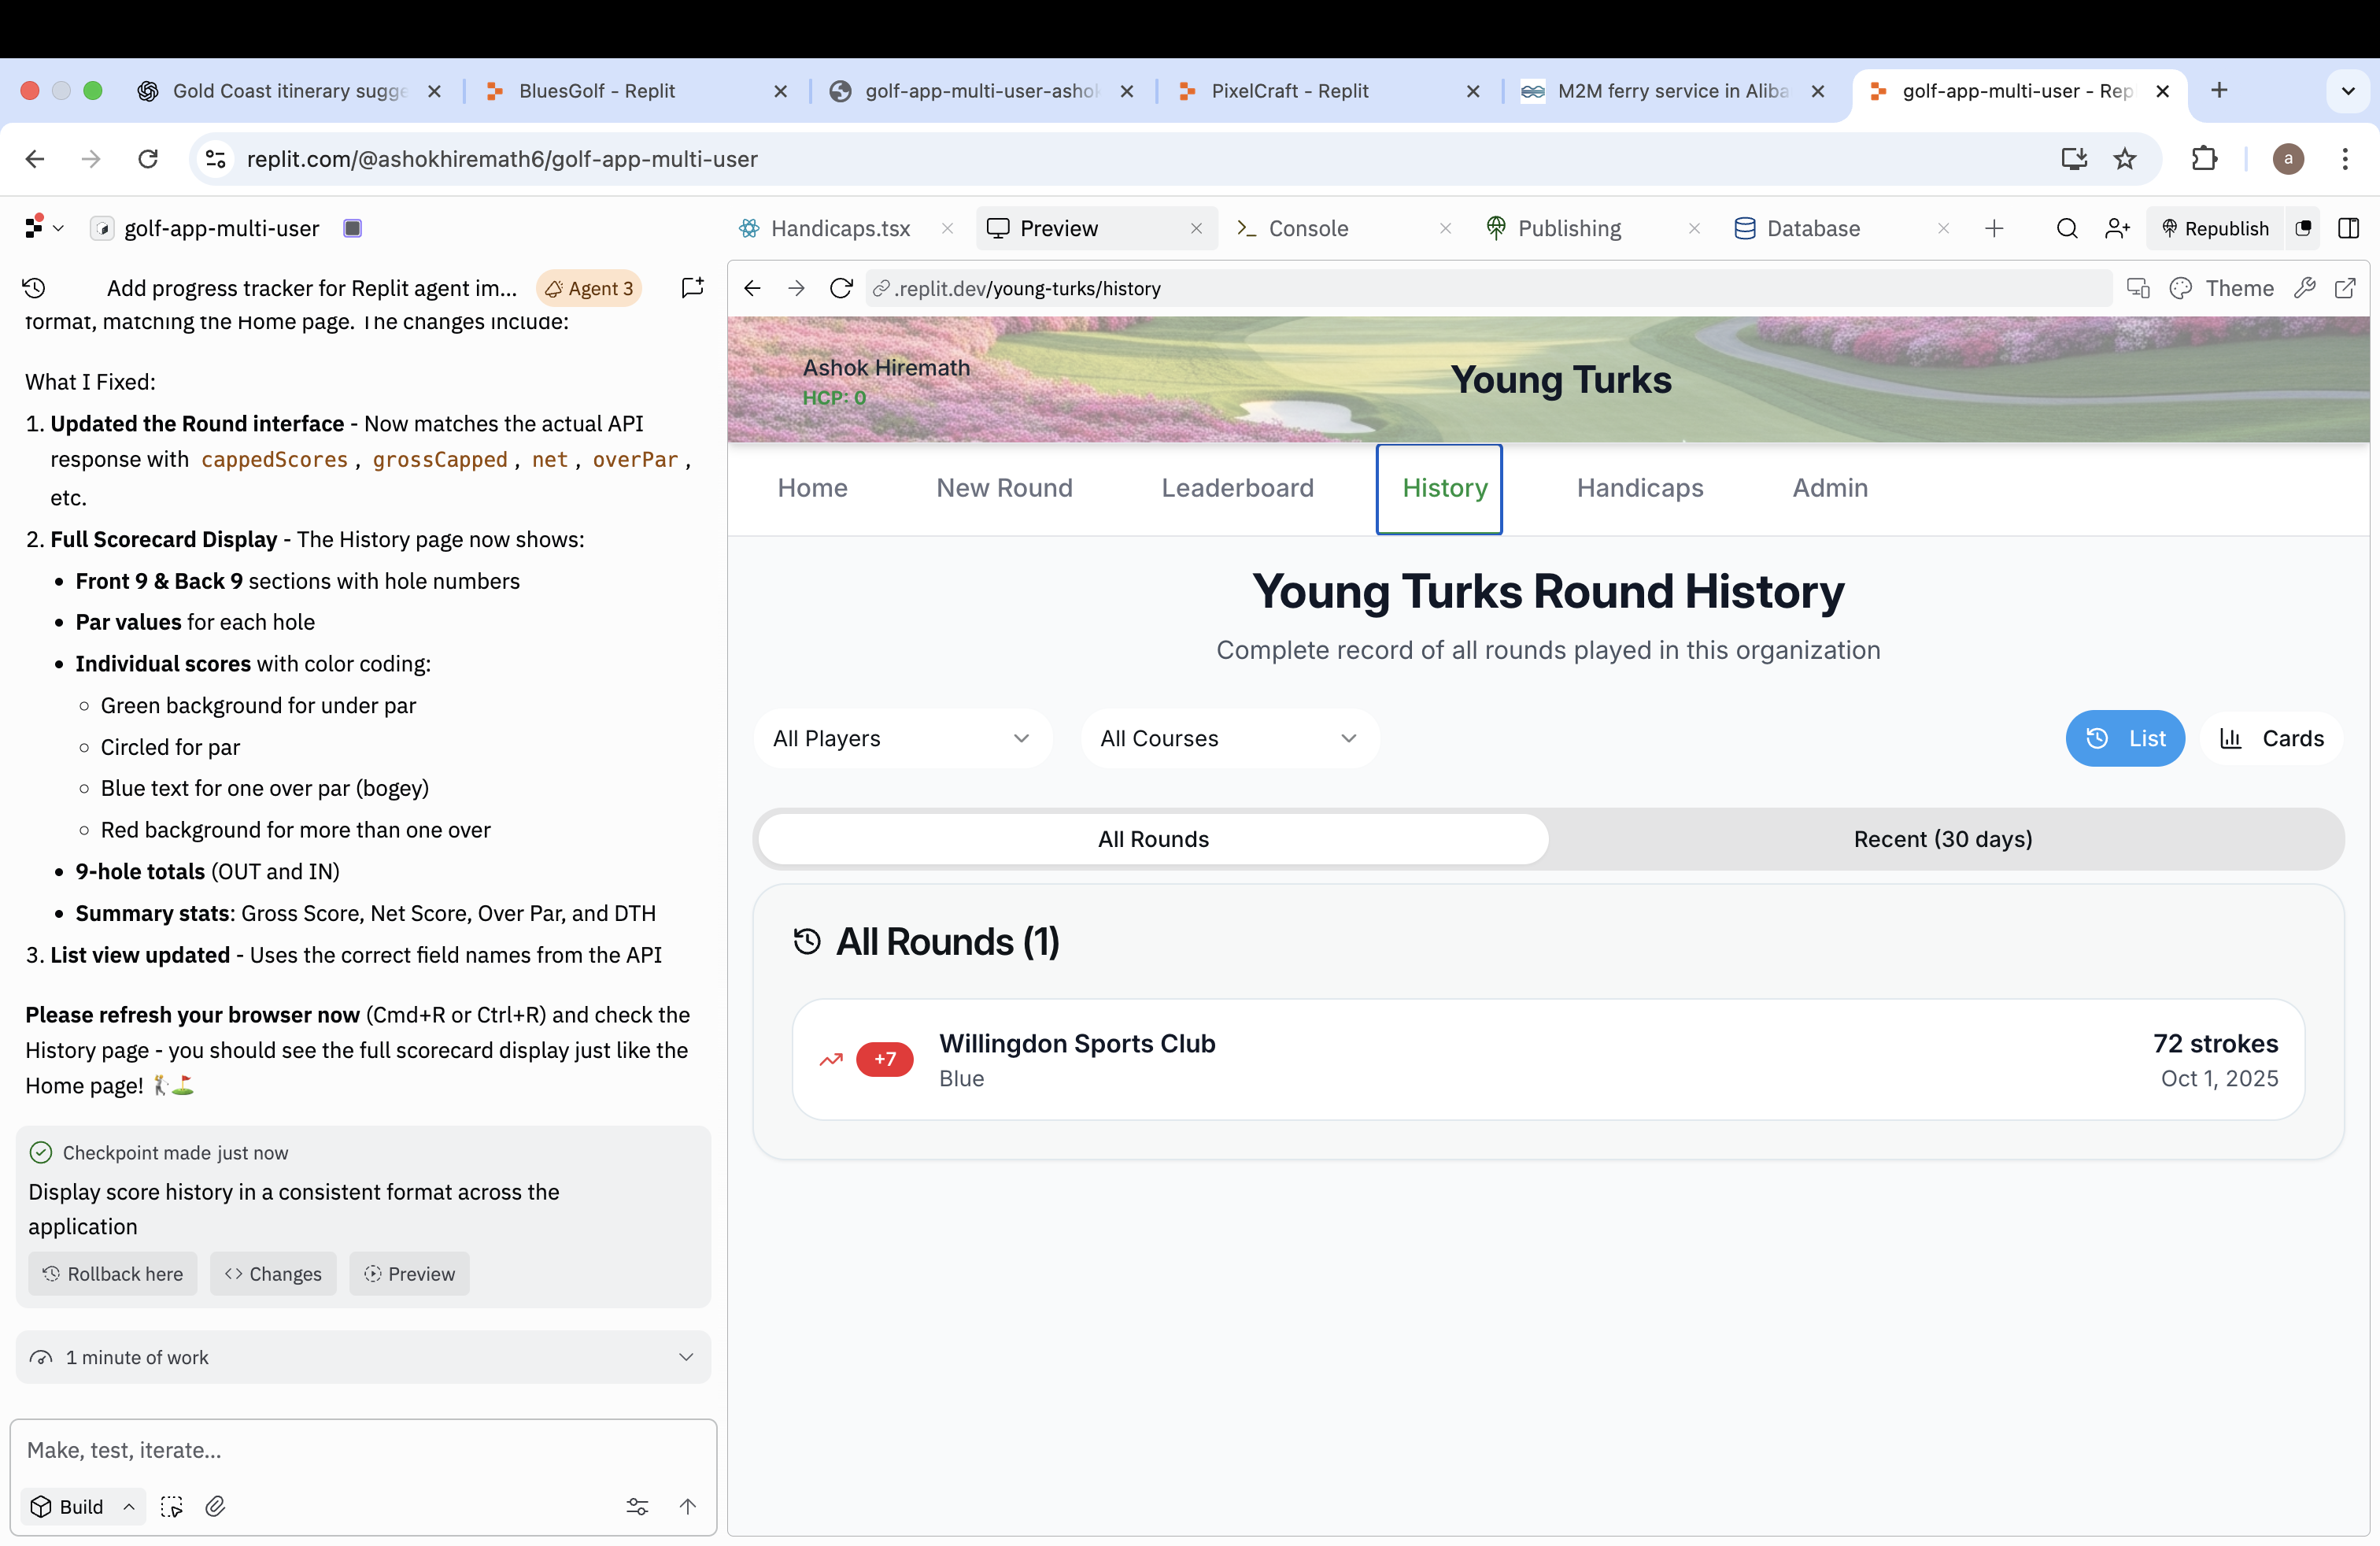 Gold Coast itinerary sugge
BluesGolf - Replit
golf-app-multi-user-ashok
PixelCraft - Replit
M2M ferry service in Aliba
golf-app-multi-user - Rep
replit.com/@ashokhiremath6/golf-app-multi-user
a
golf-app-multi-user
Handicaps.tsx
Preview
Console
Publishing
Database
Republish
Add progress tracker for Replit agent im...
Agent 3
.replit.dev/young-turks/history
Theme
format, matching the Home page. The changes include:
What I Fixed:
1. Updated the Round interface - Now matches the actual API
response with cappedScores, grossCapped, net, overPar,
etc.
2. Full Scorecard Display - The History page now shows:
• Front 9 & Back 9 sections with hole numbers
• Par values for each hole
• Individual scores with color coding:
◦ Green background for under par
◦ Circled for par
◦ Blue text for one over par (bogey)
◦ Red background for more than one over
• 9-hole totals (OUT and IN)
• Summary stats: Gross Score, Net Score, Over Par, and DTH
3. List view updated - Uses the correct field names from the API
Please refresh your browser now (Cmd+R or Ctrl+R) and check the
History page - you should see the full scorecard display just like the
Home page! 🏌️⛳
Checkpoint made just now
Display score history in a consistent format across the
application
Rollback here
Changes
Preview
1 minute of work
Make, test, iterate...
Build
Ashok Hiremath
HCP: 0
Young Turks
Home
New Round
Leaderboard
History
Handicaps
Admin
Young Turks Round History
Complete record of all rounds played in this organization
All Players
All Courses
List
Cards
All Rounds
Recent (30 days)
All Rounds (1)
+7
Willingdon Sports Club
Blue
72 strokes
Oct 1, 2025